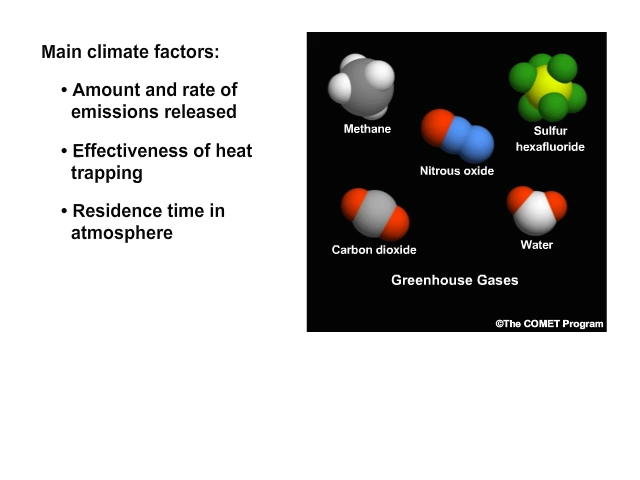 Main climate factors:
• Amount and rate of
emissions released
• Effectiveness of heat
trapping
• Residence time in
atmosphere
Methane
Sulfur
hexafluoride
Nitrous oxide
Carbon dioxide
Water
Greenhouse Gases
©The COMET Program